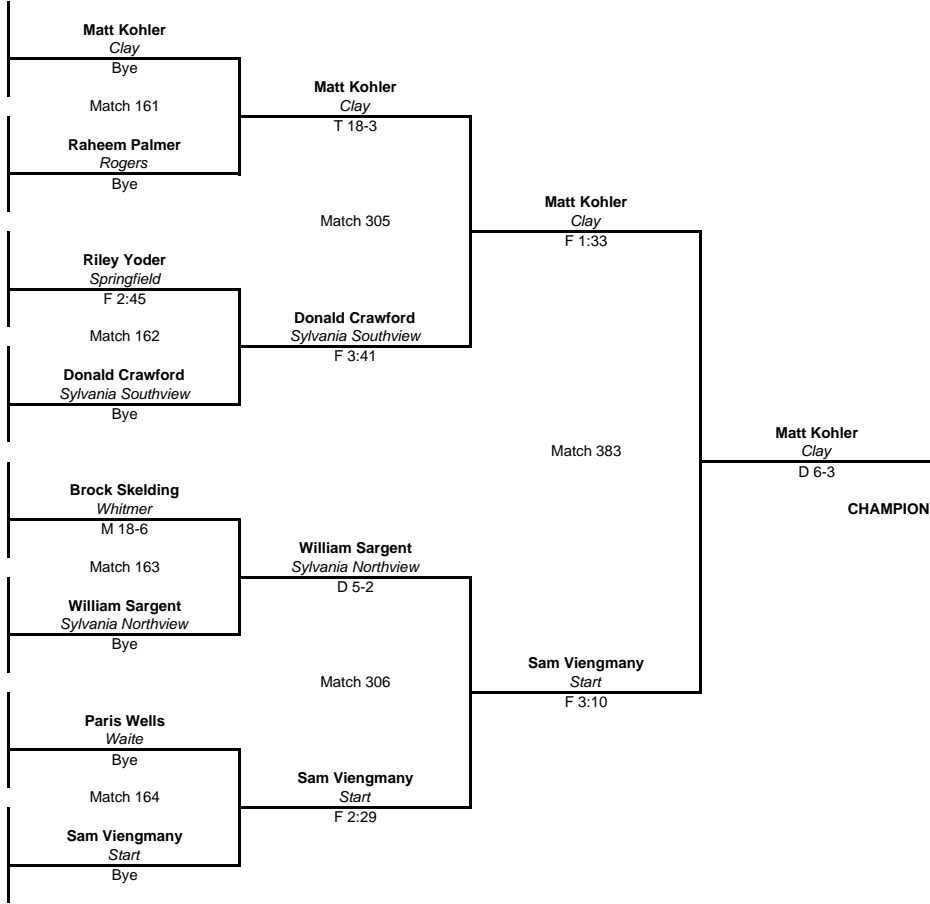 Matt Kohler
Clay
Bye
Match 161
Raheem Palmer
Rogers
Bye
Matt Kohler
Clay
T 18-3
Match 305
Riley Yoder
Springfield
F 2:45
Match 162
Donald Crawford
Sylvania Southview
Bye
Donald Crawford
Sylvania Southview
F 3:41
Matt Kohler
Clay
F 1:33
Match 383
Matt Kohler
Clay
D 6-3
CHAMPION
Brock Skelding
Whitmer
M 18-6
Match 163
William Sargent
Sylvania Northview
Bye
William Sargent
Sylvania Northview
D 5-2
Match 306
Sam Viengmany
Start
F 3:10
Paris Wells
Waite
Bye
Match 164
Sam Viengmany
Start
Bye
Sam Viengmany
Start
F 2:29